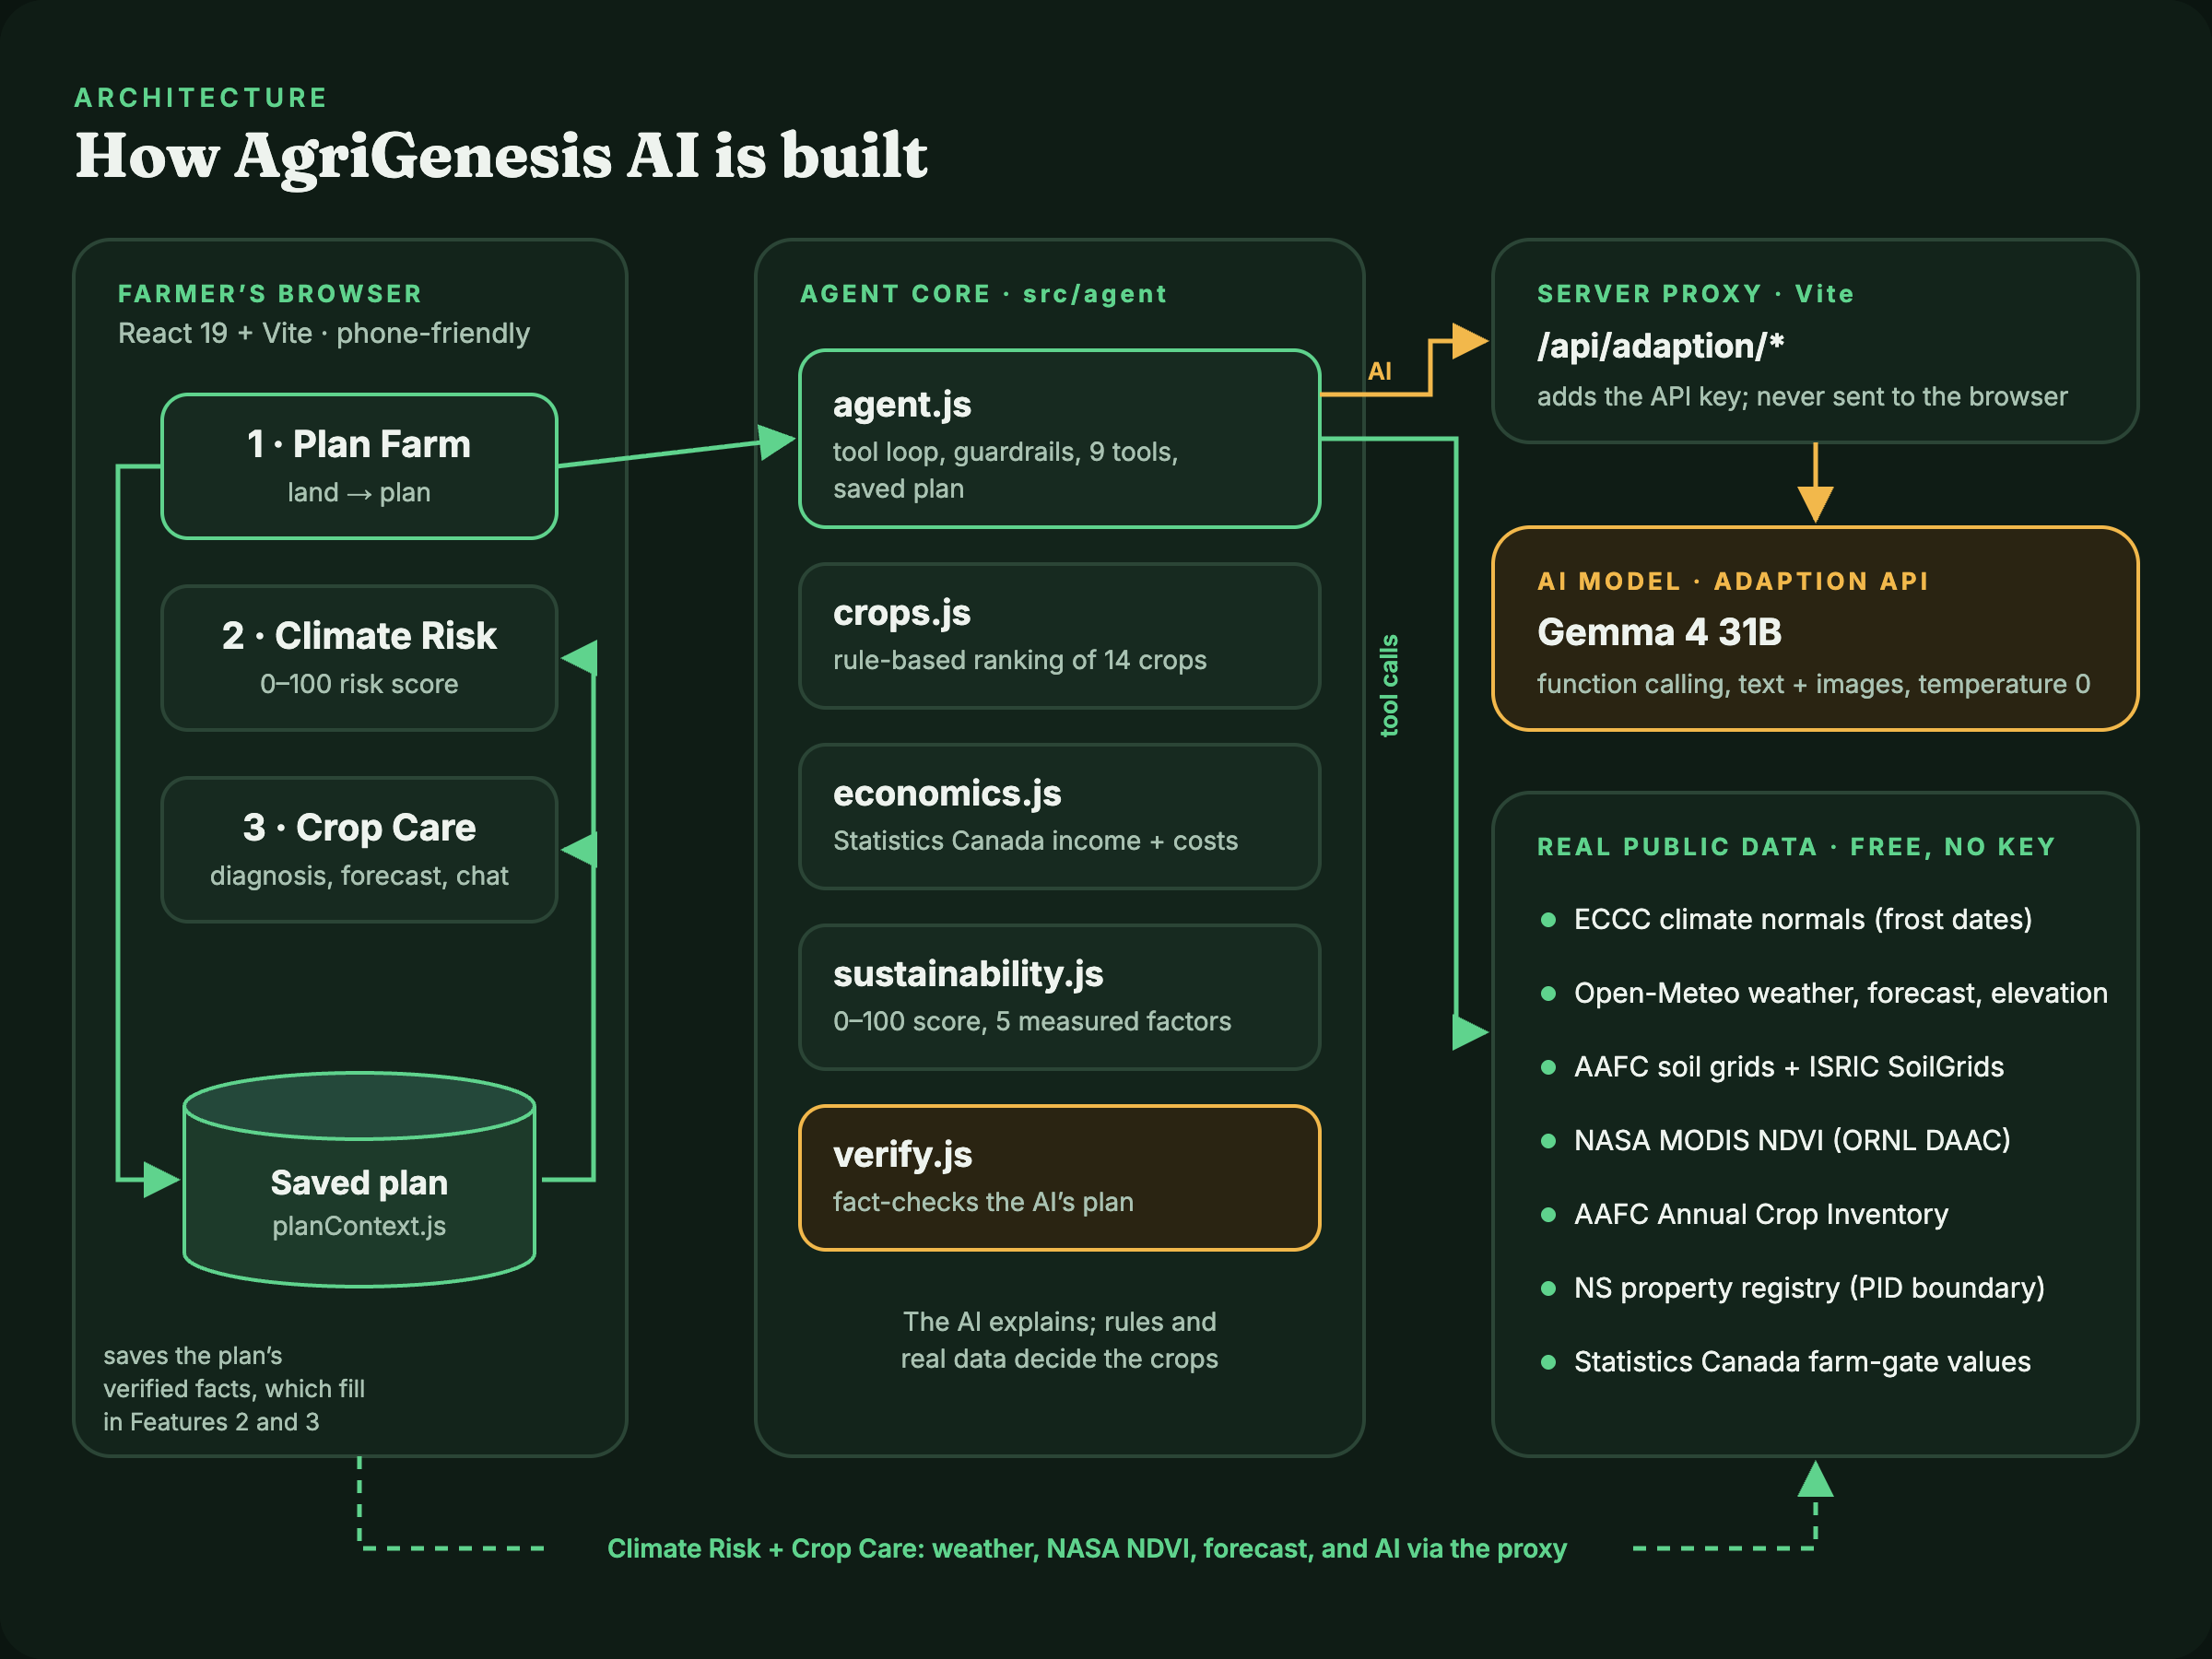 ARCHITECTURE
How AgriGenesis AI is built
FARMER’S BROWSER
React 19 + Vite · phone-friendly
1 · Plan Farm
land → plan
2 · Climate Risk
0–100 risk score
3 · Crop Care
diagnosis, forecast, chat
Saved plan
planContext.js
saves the plan’s
verified facts, which fill
in Features 2 and 3
AGENT CORE · src/agent
agent.js
tool loop, guardrails, 9 tools,
saved plan
crops.js
rule-based ranking of 14 crops
economics.js
Statistics Canada income + costs
sustainability.js
0–100 score, 5 measured factors
verify.js
fact-checks the AI’s plan
The AI explains; rules and
real data decide the crops
AI
tool calls
SERVER PROXY · Vite
/api/adaption/*
adds the API key; never sent to the browser
AI MODEL · ADAPTION API
Gemma 4 31B
function calling, text + images, temperature 0
REAL PUBLIC DATA · FREE, NO KEY
ECCC climate normals (frost dates)
Open-Meteo weather, forecast, elevation
AAFC soil grids + ISRIC SoilGrids
NASA MODIS NDVI (ORNL DAAC)
AAFC Annual Crop Inventory
NS property registry (PID boundary)
Statistics Canada farm-gate values
Climate Risk + Crop Care: weather, NASA NDVI, forecast, and AI via the proxy